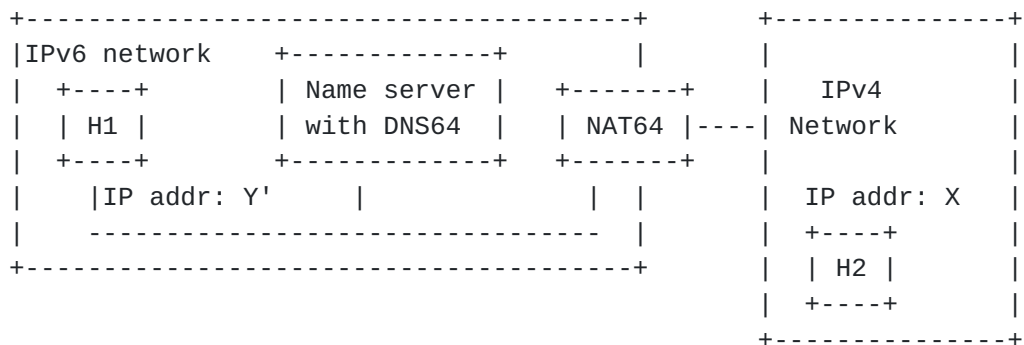 +---------------------------------------+       +---------------+
|IPv6 network    +-------------+        |       |               |
|  +----+        | Name server |   +-------+    |   IPv4        |
|  | H1 |        | with DNS64  |   | NAT64 |----| Network       |
|  +----+        +-------------+   +-------+    |               |
|    |IP addr: Y'     |              |  |       |  IP addr: X   |
|    ---------------------------------  |       |  +----+       |
+---------------------------------------+       |  | H2 |       |
                                                |  +----+       |
                                                +---------------+